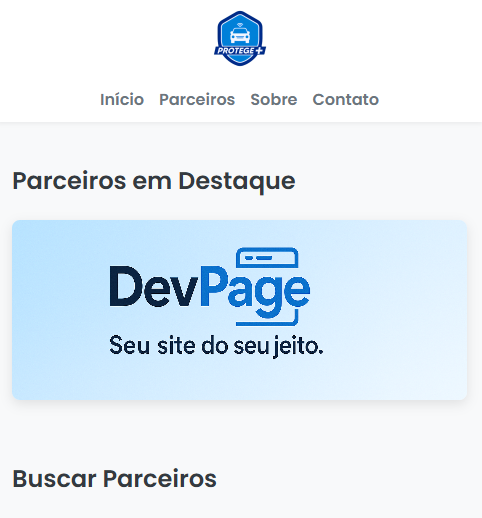 PROTEGE +
Início Parceiros Sobre Contato
Parceiros em Destaque
DevPage
Seu site do seu jeito.
Buscar Parceiros